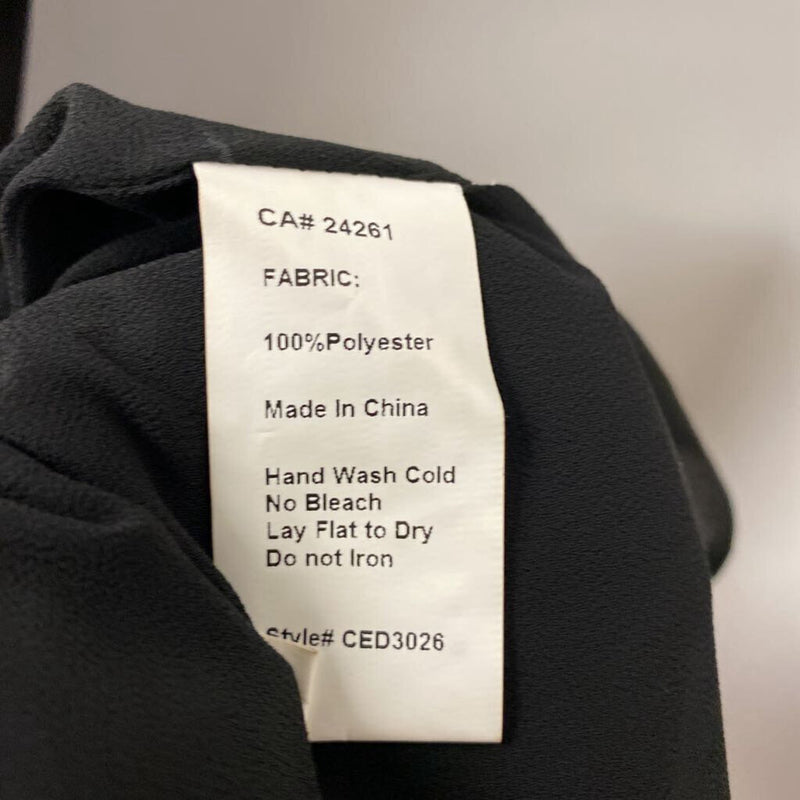 CA# 24261
FABRIC:
100%Polyester
Made In China
Hand Wash Cold
No Bleach
Lay Flat to Dry
Do not Iron
Style# CED3026